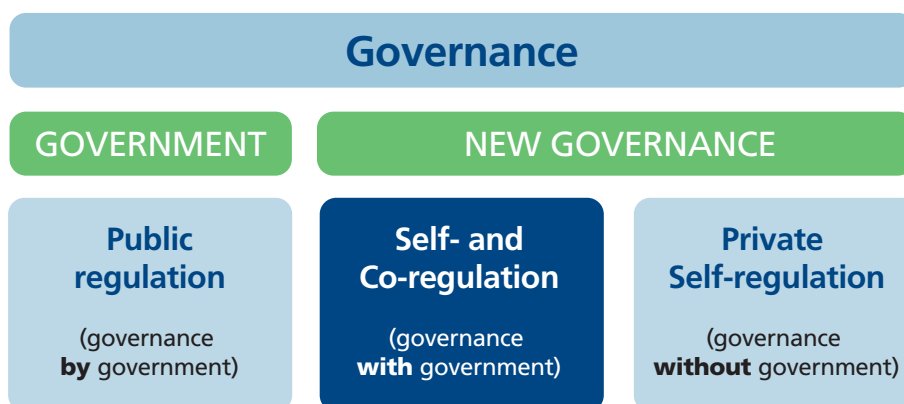 Governance
GOVERNMENT
NEW GOVERNANCE
Public
regulation
(governance
by government)
Self- and
Co-regulation
(governance
with government)
Private
Self-regulation
(governance
without government)